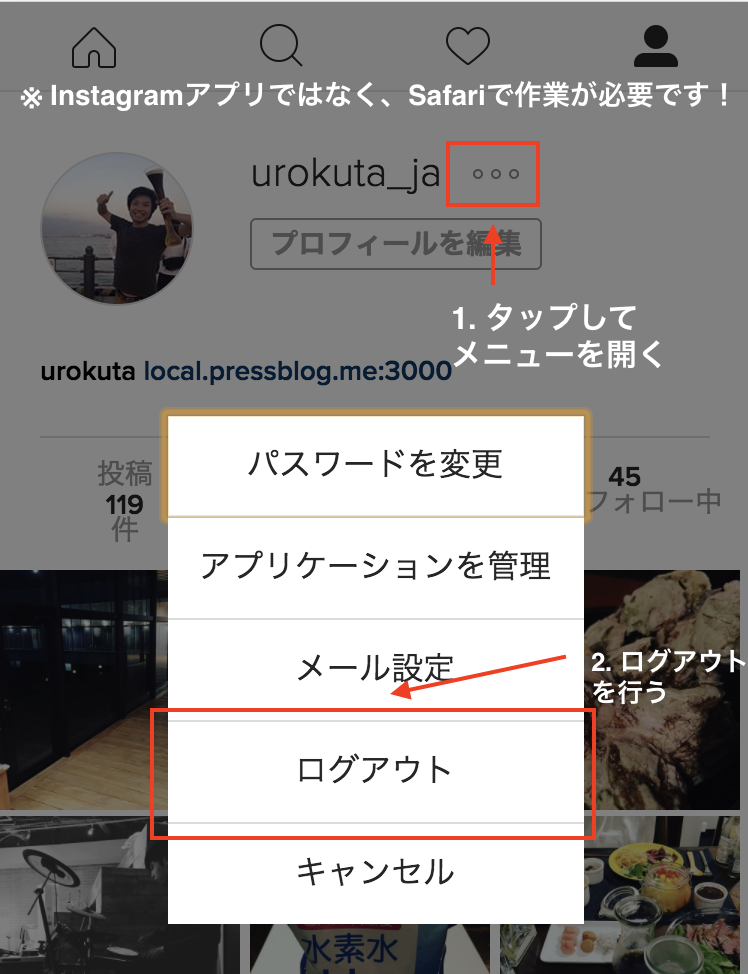 ※ Instagramアプリではなく、Safariで作業が必要です！
urokuta_ja
プロフィールを編集
1. タップして
メニューを開く
urokuta local.pressblog.me:3000
投稿
119
件
45
フォロー中
パスワードを変更
アプリケーションを管理
メール設定
2. ログアウト
を行う
ログアウト
キャンセル
水素水